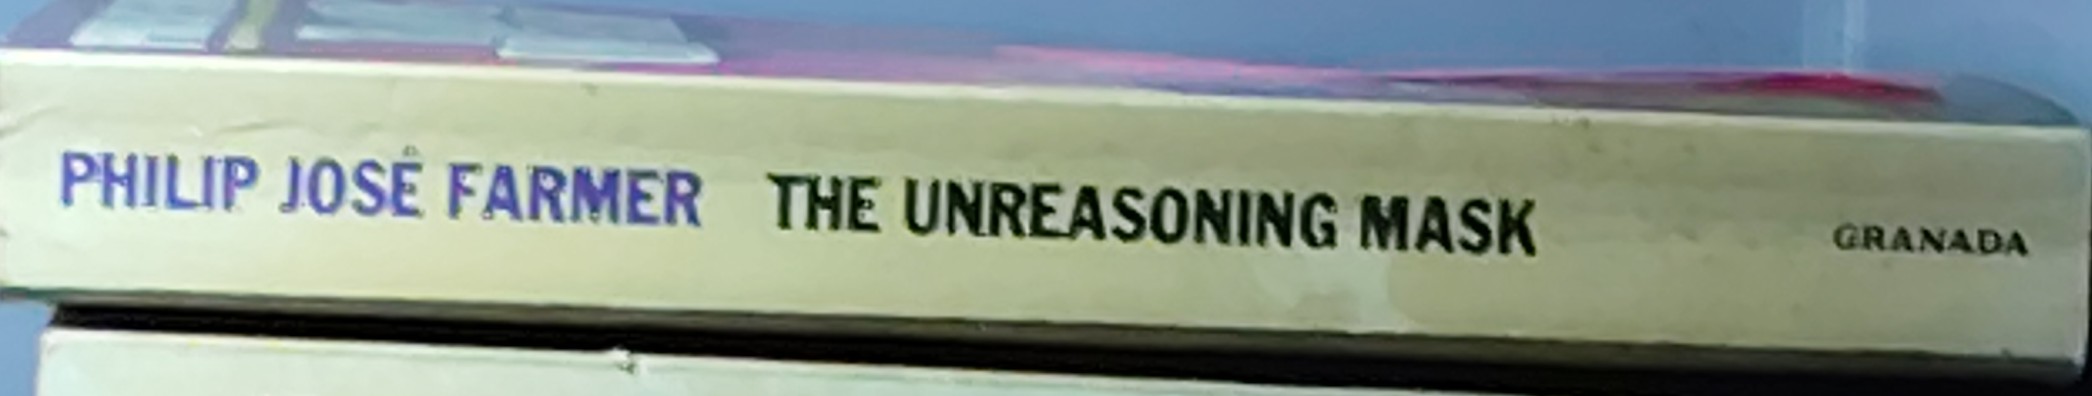 PHILIP JOSÉ FARMER THE UNREASONING MASK GRANADA